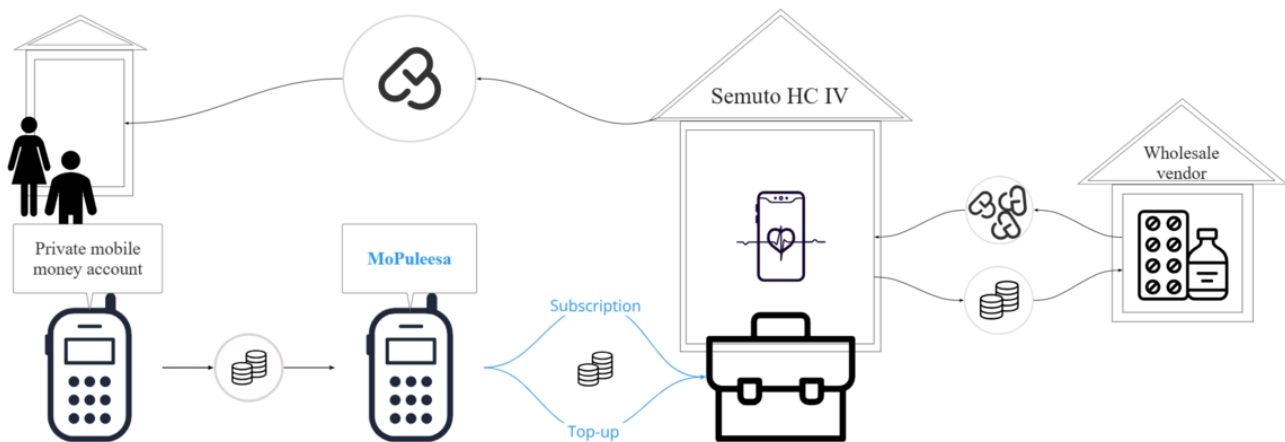 Semuto HC IV
Wholesale
vendor
Private mobile
money account
MoPuleesa
Subscription
Top-up